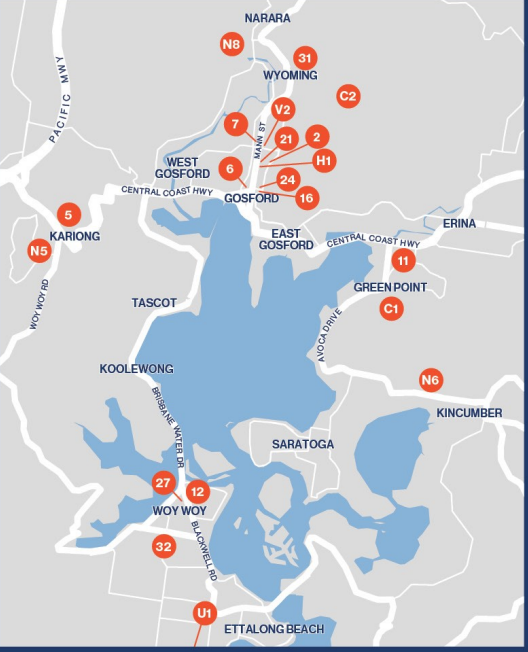 NARARA
N8
31
WYOMING
C2
PACIFIC MWY
V2
7
MANN ST
21
2
H1
WEST
GOSFORD
6
24
CENTRAL COAST HWY
GOSFORD
16
5
KARIONG
EAST
GOSFORD
CENTRAL COAST HWY
ERINA
N5
11
WOY WOY RD
GREEN POINT
TASCOT
C1
AVOCA DRIVE
KOOLEWONG
N6
BRISBANE WATER DR
KINCUMBER
SARATOGA
27
12
WOY WOY
BLACKWELL RD
32
U1
ETTALONG BEACH